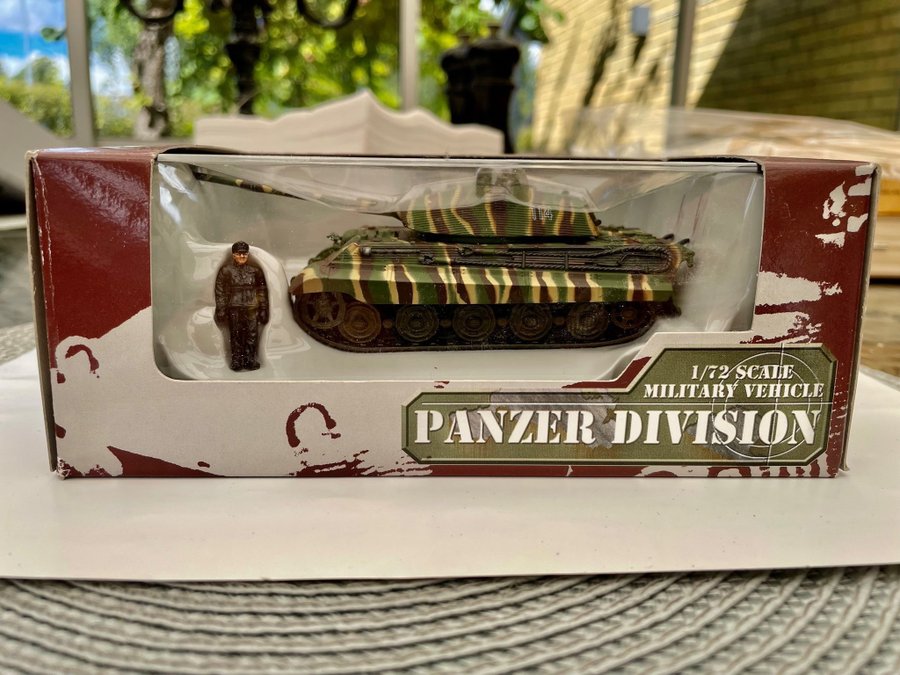 114
1/72 SCALE
MILITARY VEHICLE
PANZER DIVISION